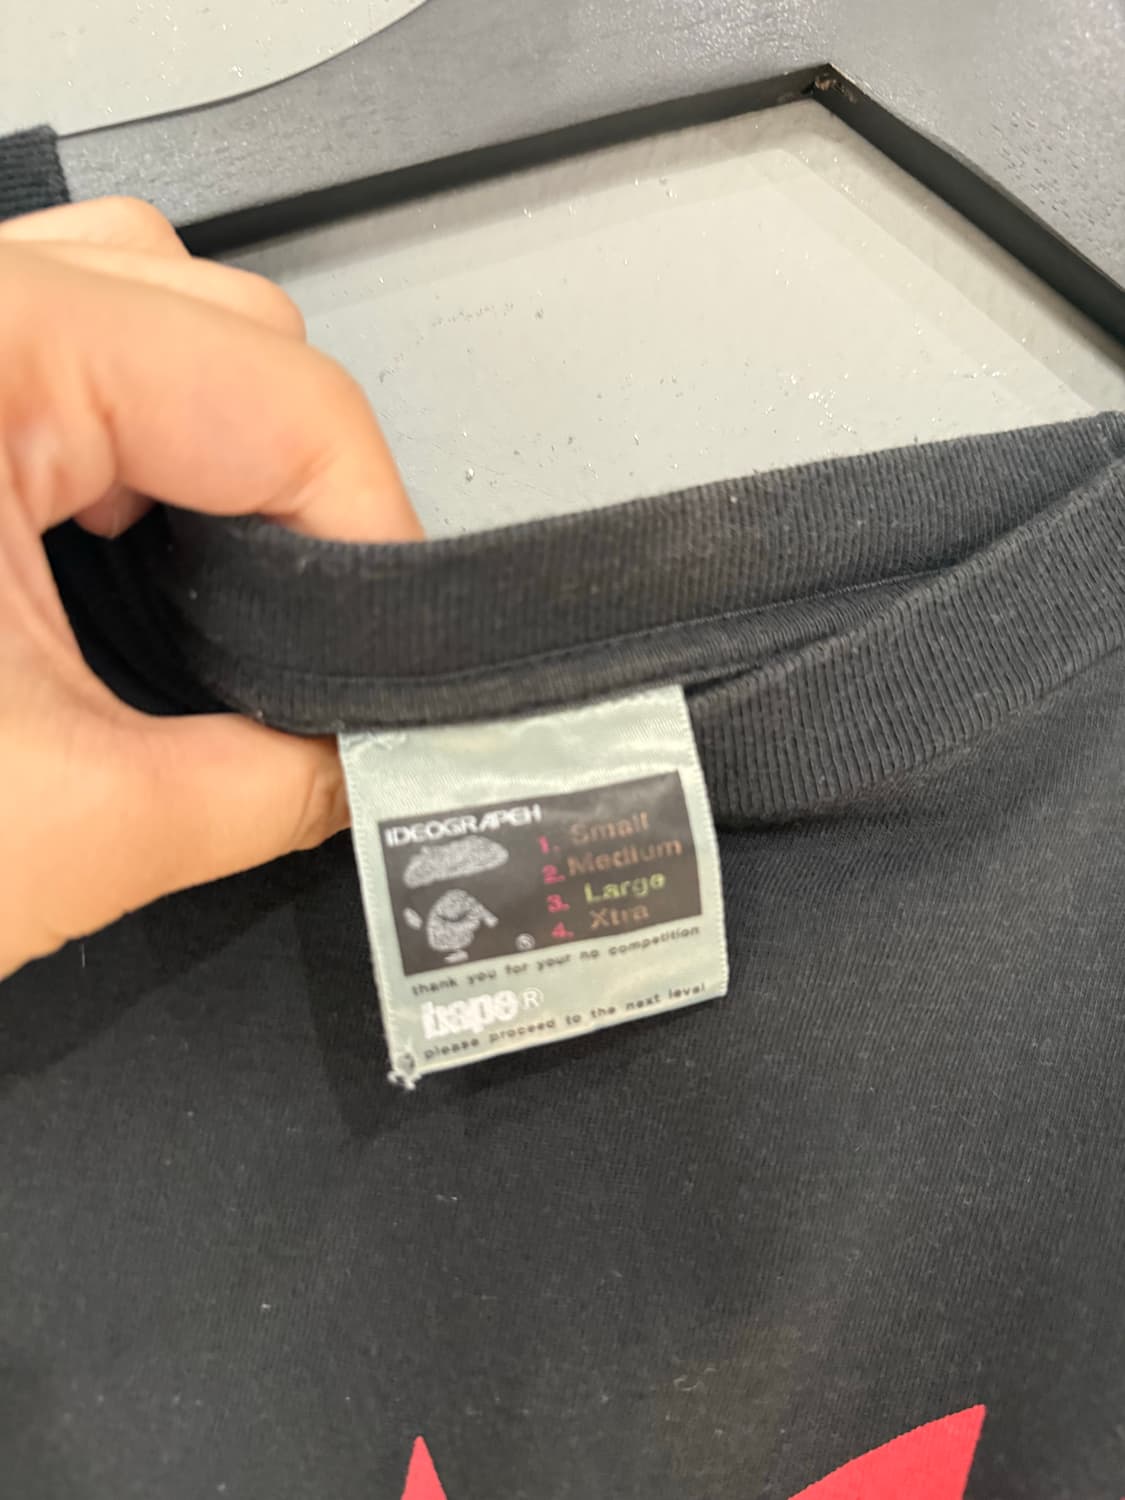 IDEOGRAPEH
1. Small
2. Medium
3. Large
4. Xtra
®
thank you for your no competition
bape®
please proceed to the next level